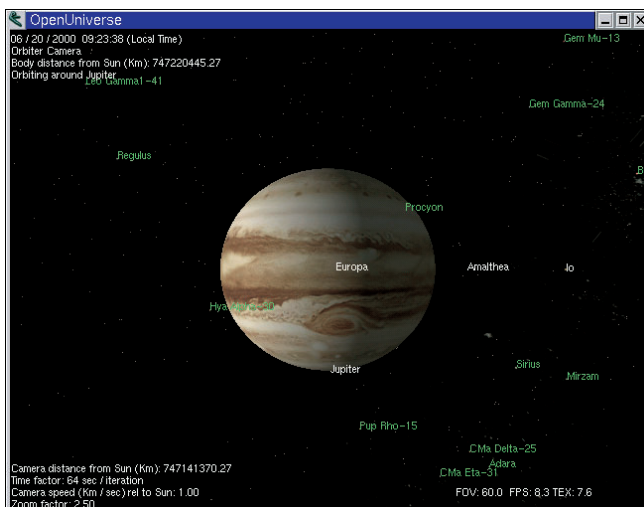 OpenUniverse
06 / 20 / 2000 09:23:38 (Local Time)
Orbiter Camera
Body distance from Sun (Km): 747220445.27
Orbiting around Jupiter
Gem Mu-13
Leo Gamma1-41
Gem Gamma-24
Regulus
B
Procyon
Europa
Amalthea
Io
Jupiter
Sirius
Mirzam
Pup Rho-15
CMa Delta-25
Adara
CMa Eta-31
Camera distance from Sun (Km): 747141370.27
Time factor: 64 sec / iteration
Camera speed (Km / sec) rel to Sun: 1.00
FOV: 60.0 FPS: 8.3 TEX: 7.6
Zoom factor: 2.50